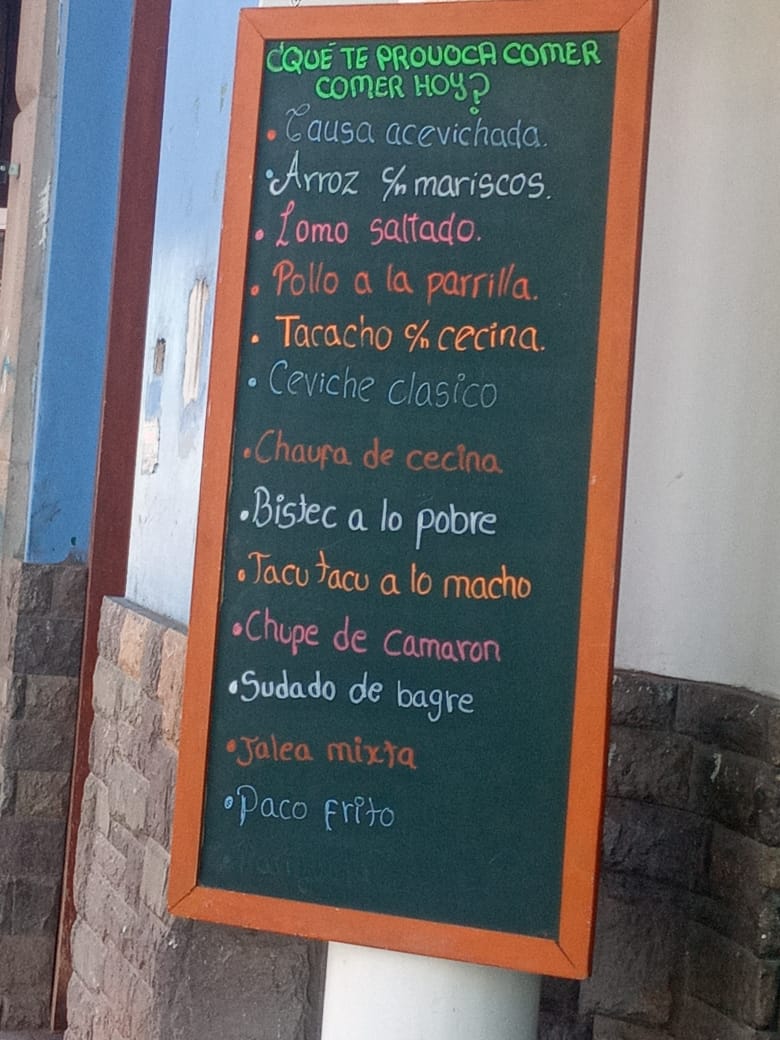 ¿QUÉ TE PROVOCA COMER
COMER HOY?
• Causa acevichada.
• Arroz c/n mariscos.
• Lomo saltado.
• Pollo a la parrilla.
• Tacacho c/n cecina.
• Ceviche clasico
• Chaufa de cecina
• Bistec a lo pobre
• Tacu tacu a lo macho
• Chupe de Camaron
• Sudado de bagre
• Jalea mixta
• Paco frito